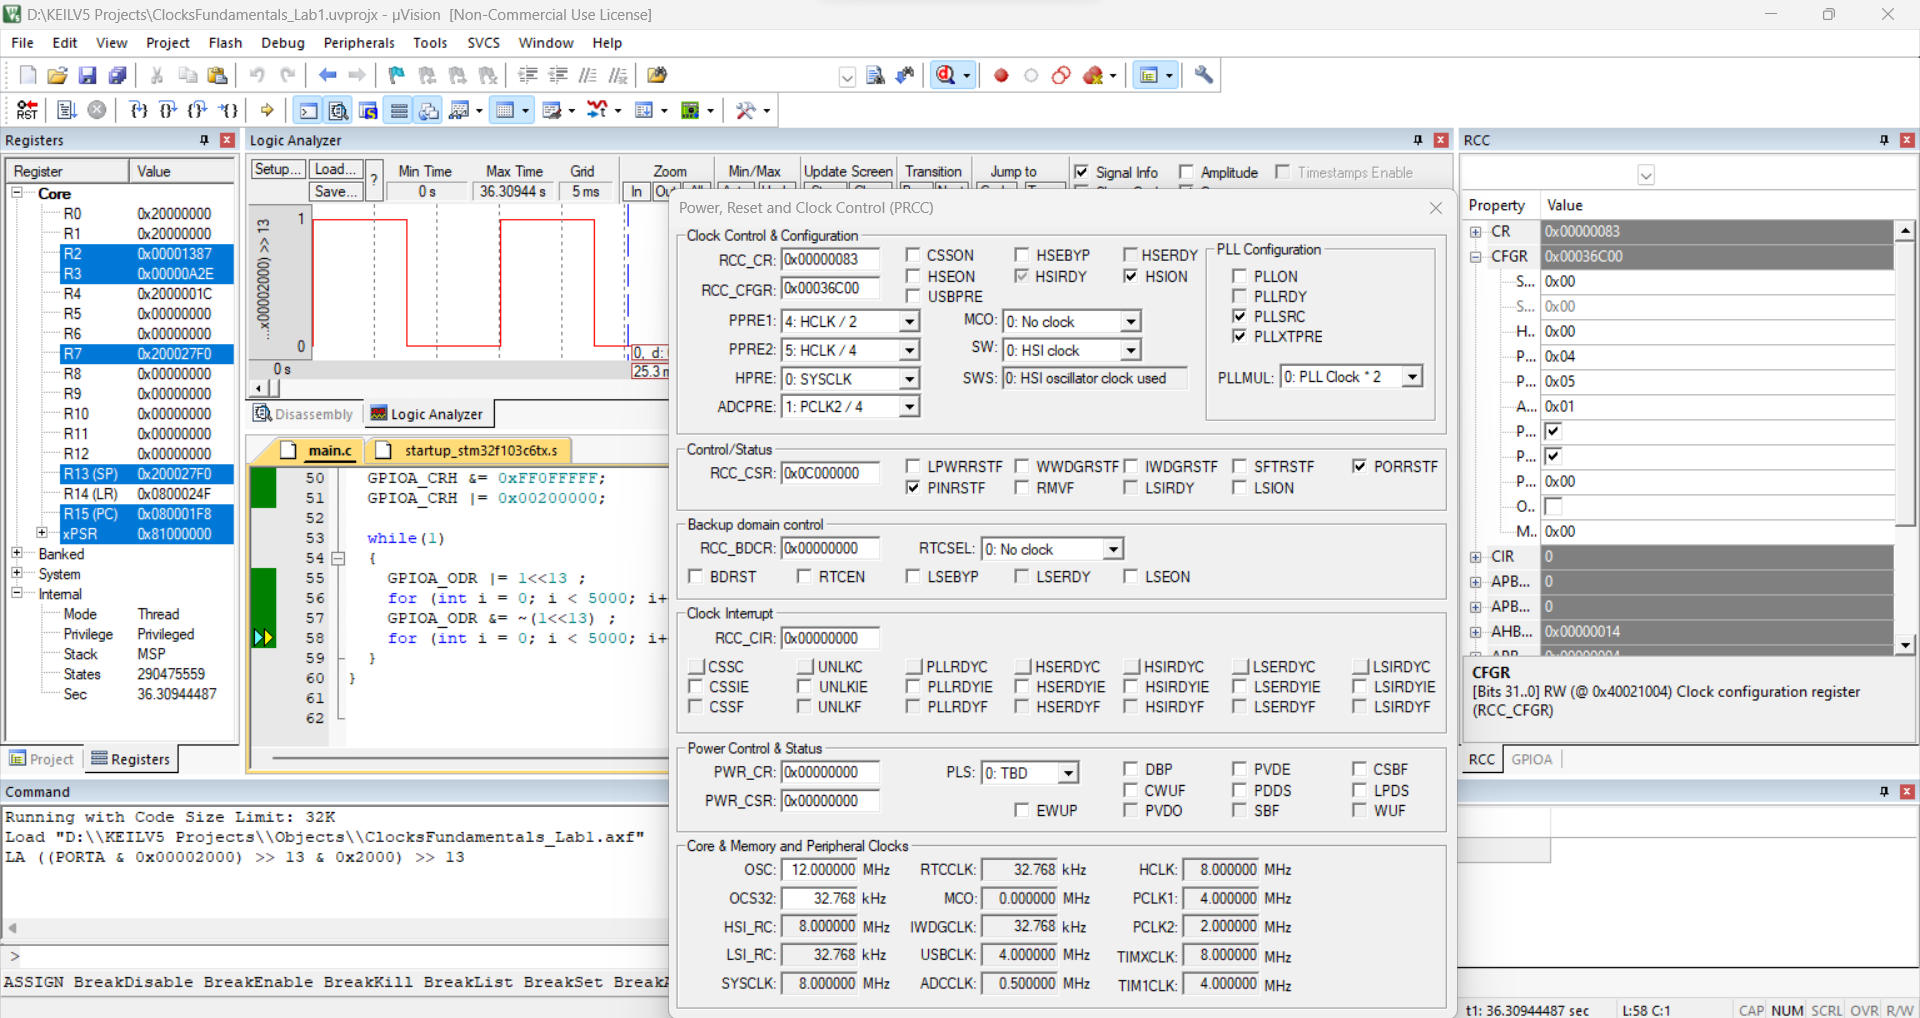 D:\KEILV5 Projects\ClocksFundamentals_Lab1.uvprojx - µVision  [Non-Commercial Use License]
File Edit View Project Flash Debug Peripherals Tools SVCS Window Help
Registers
Register Value
Core
R0 0x20000000
R1 0x20000000
R2 0x00001387
R3 0x00000A2E
R4 0x2000001C
R5 0x00000000
R6 0x00000000
R7 0x200027F0
R8 0x00000000
R9 0x00000000
R10 0x00000000
R11 0x00000000
R12 0x00000000
R13 (SP) 0x200027F0
R14 (LR) 0x0800024F
R15 (PC) 0x080001F8
xPSR 0x81000000
Banked
System
Internal
Mode Thread
Privilege Privileged
Stack MSP
States 290475559
Sec 36.30944487
Project Registers
Logic Analyzer
Setup... Load... Save... ?
Min Time Max Time Grid Zoom Min/Max Update Screen Transition Jump to
0 s 36.30944 s 5 ms In
Signal Info Amplitude Timestamps Enable
...x00002000) >> 13
1
0
0 s
0, d:
25.3
Disassembly Logic Analyzer
main.c startup_stm32f103c6tx.s
50 GPIOA_CRH &= 0xFF0FFFFF;
51 GPIOA_CRH |= 0x00200000;
52
53 while(1)
54 {
55 GPIOA_ODR |= 1<<13 ;
56 for (int i = 0; i < 5000; i+
57 GPIOA_ODR &= ~(1<<13) ;
58 for (int i = 0; i < 5000; i+
59 }
60 }
61
62
Power, Reset and Clock Control (PRCC)
Clock Control & Configuration
RCC_CR: 0x00000083 CSSON HSEBYP HSERDY
HSEON HSIRDY HSION
RCC_CFGR: 0x00036C00 USBPRE
PPRE1: 4: HCLK / 2 MCO: 0: No clock
PPRE2: 5: HCLK / 4 SW: 0: HSI clock
HPRE: 0: SYSCLK SWS: 0: HSI oscillator clock used
ADCPRE: 1: PCLK2 / 4
PLL Configuration
PLLON
PLLRDY
PLLSRC
PLLXTPRE
PLLMUL: 0: PLL Clock * 2
Control/Status
RCC_CSR: 0x0C000000 LPWRRSTF WWDGRSTF IWDGRSTF SFTRSTF PORRSTF
PINRSTF RMVF LSIRDY LSION
Backup domain control
RCC_BDCR: 0x00000000 RTCSEL: 0: No clock
BDRST RTCEN LSEBYP LSERDY LSEON
Clock Interrupt
RCC_CIR: 0x00000000
CSSC UNLKC PLLRDYC HSERDYC HSIRDYC LSERDYC LSIRDYC
CSSIE UNLKIE PLLRDYIE HSERDYIE HSIRDYIE LSERDYIE LSIRDYIE
CSSF UNLKF PLLRDYF HSERDYF HSIRDYF LSERDYF LSIRDYF
Power Control & Status
PWR_CR: 0x00000000 PLS: 0: TBD DBP PVDE CSBF
CWUF PDDS LPDS
PWR_CSR: 0x00000000 EWUP PVDO SBF WUF
Core & Memory and Peripheral Clocks
OSC: 12.000000 MHz RTCCLK: 32.768 kHz HCLK: 8.000000 MHz
OCS32: 32.768 kHz MCO: 0.000000 MHz PCLK1: 4.000000 MHz
HSI_RC: 8.000000 MHz IWDGCLK: 32.768 kHz PCLK2: 2.000000 MHz
LSI_RC: 32.768 kHz USBCLK: 4.000000 MHz TIMXCLK: 8.000000 MHz
SYSCLK: 8.000000 MHz ADCCLK: 0.500000 MHz TIM1CLK: 4.000000 MHz
RCC
Property Value
CR 0x00000083
CFGR 0x00036C00
S... 0x00
S... 0x00
H.. 0x00
P... 0x04
P... 0x05
A... 0x01
P...
P...
P... 0x00
O..
M.. 0x00
CIR 0
APB... 0
APB... 0
AHB... 0x00000014
CFGR
[Bits 31..0] RW (@ 0x40021004) Clock configuration register
(RCC_CFGR)
RCC GPIOA
Command
Running with Code Size Limit: 32K
Load "D:\\KEILV5 Projects\\Objects\\ClocksFundamentals_Lab1.axf"
LA ((PORTA & 0x00002000) >> 13 & 0x2000) >> 13
>
ASSIGN BreakDisable BreakEnable BreakKill BreakList BreakSet
t1: 36.30944487 sec L:58 C:1 CAP NUM SCRL OVR R/W